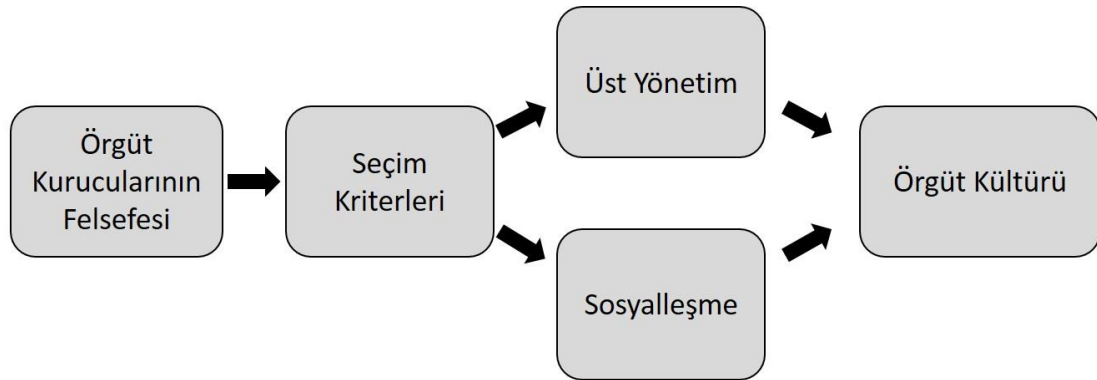 Örgüt
Kurucularının
Felsefesi
Seçim
Kriterleri
Üst Yönetim
Sosyalleşme
Örgüt Kültürü